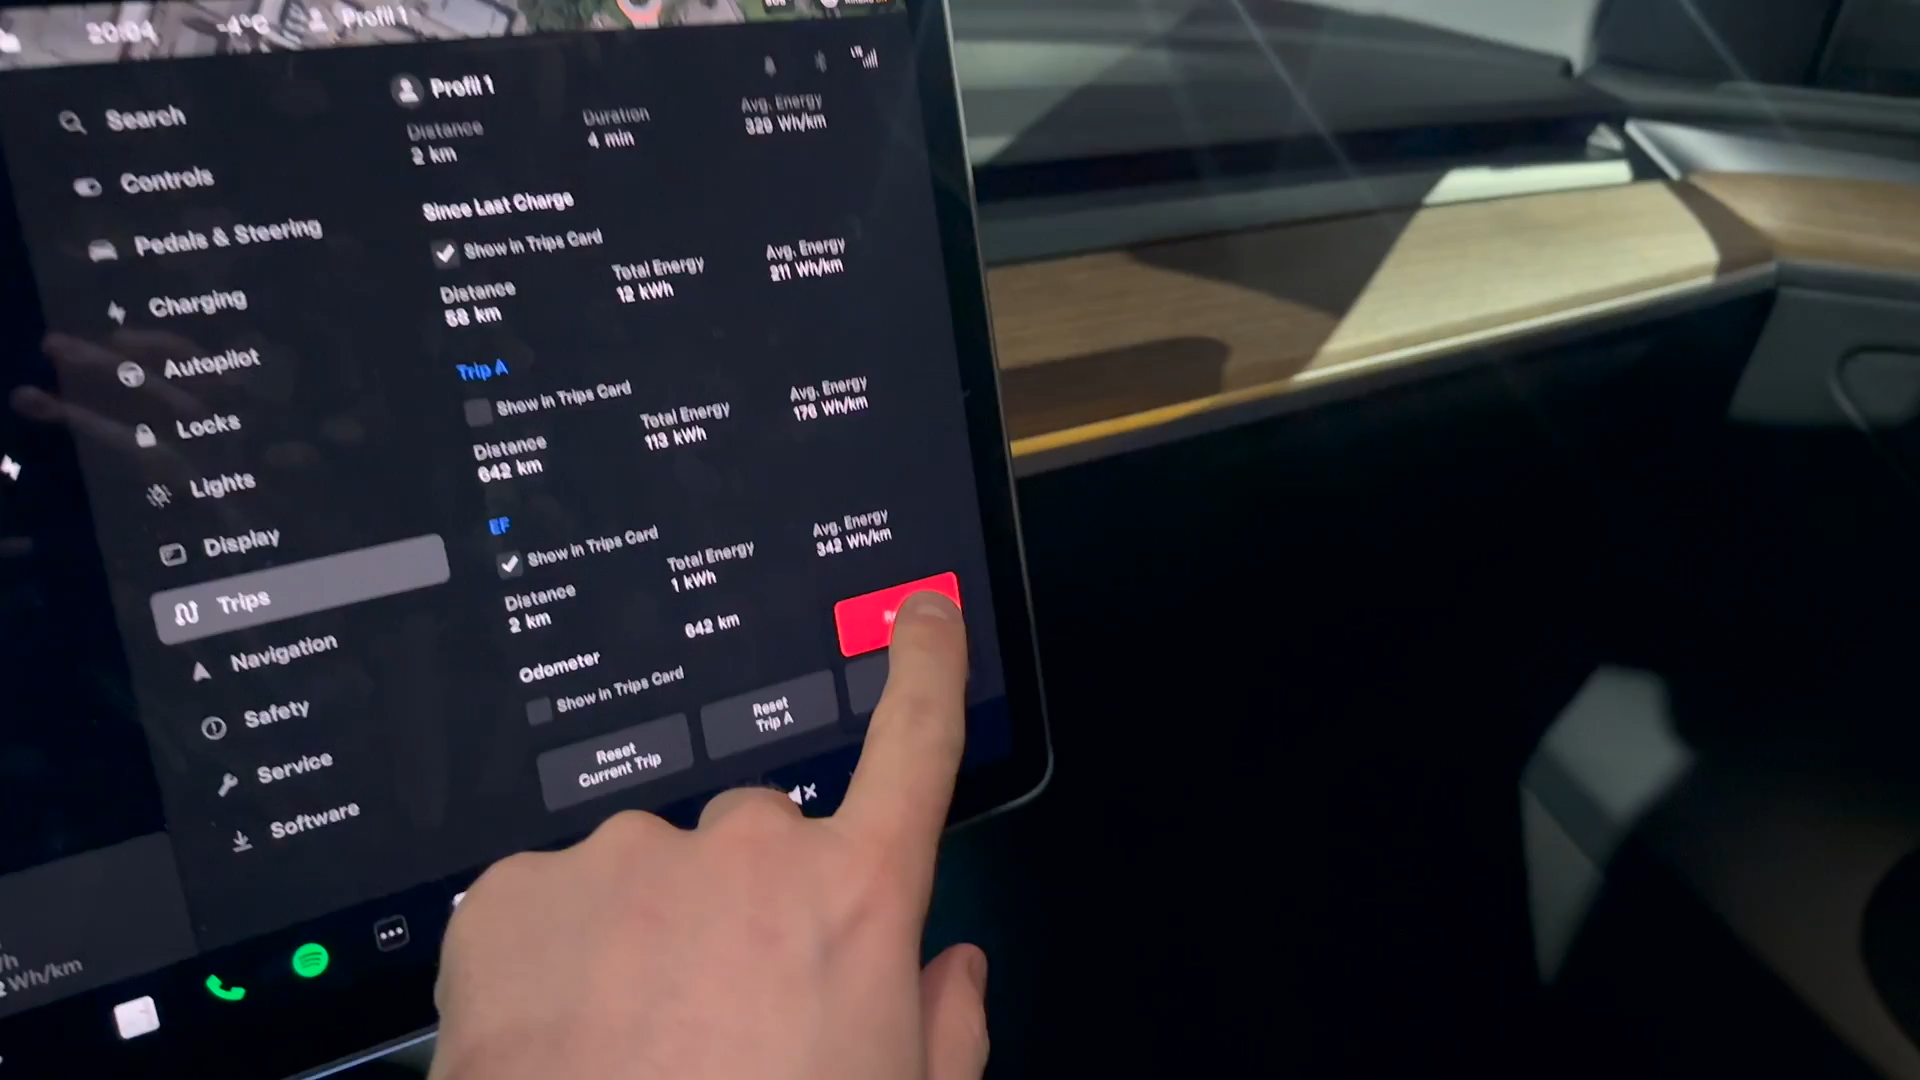 20:04 -4°C Profil 1
LTE
Search
Profil 1
Controls
Distance Duration Avg. Energy
2 km 4 min 329 Wh/km
Pedals & Steering
Since Last Charge
Show in Trips Card
Charging
Distance Total Energy Avg. Energy
58 km 12 kWh 211 Wh/km
Autopilot
Trip A
Show in Trips Card
Locks
Distance Total Energy Avg. Energy
642 km 113 kWh 176 Wh/km
Lights
EF
Show in Trips Card
Display
Distance Total Energy Avg. Energy
2 km 1 kWh 342 Wh/km
Trips
Odometer 642 km
Show in Trips Card
Navigation
Reset
Current Trip
Reset
Trip A
Safety
Service
Software
Wh/km